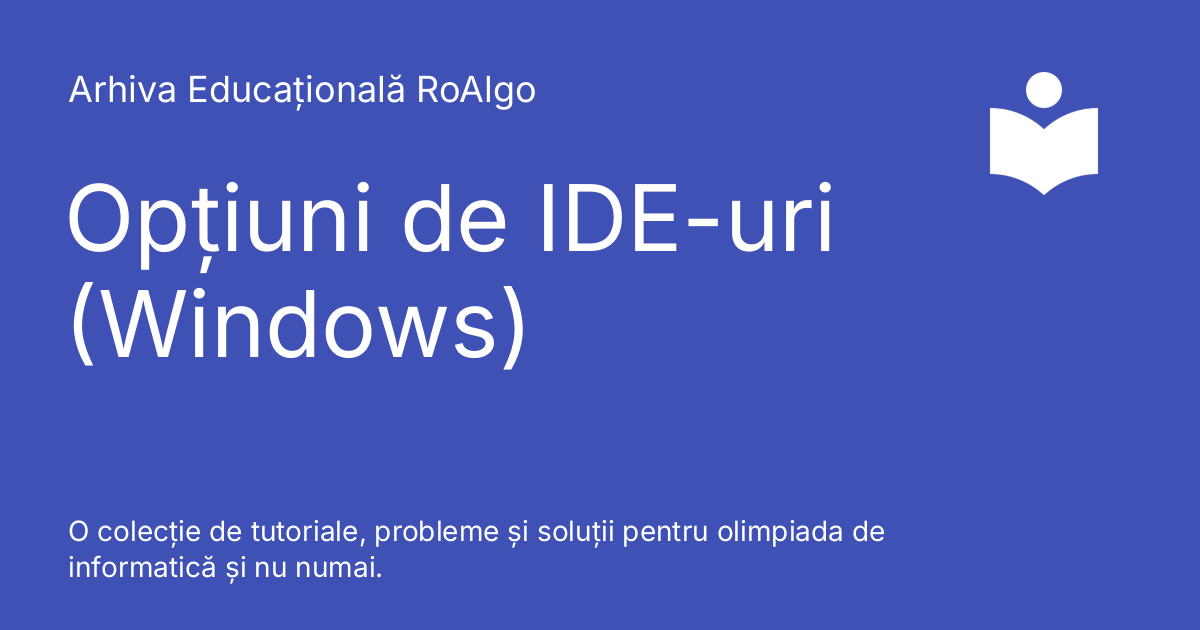 Arhiva Educațională RoAlgo
Opțiuni de IDE-uri
(Windows)
O colecție de tutoriale, probleme și soluții pentru olimpiada de
informatică și nu numai.